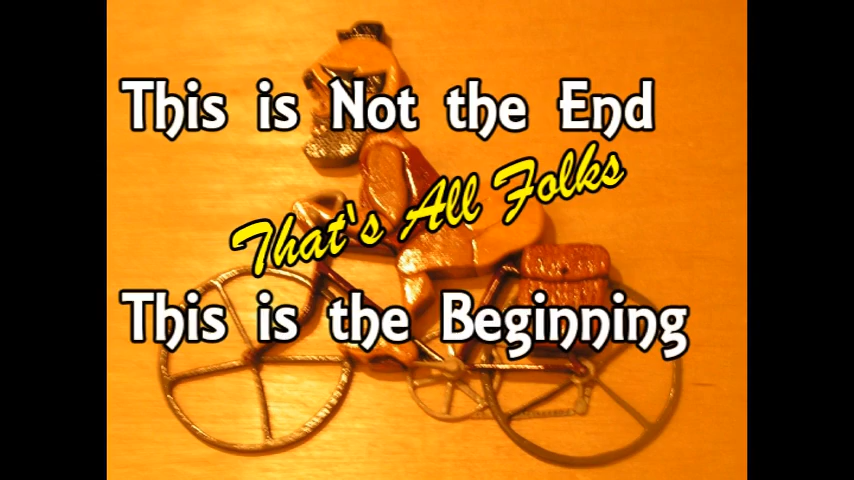 This is Not the End
That's All Folks
This is the Beginning